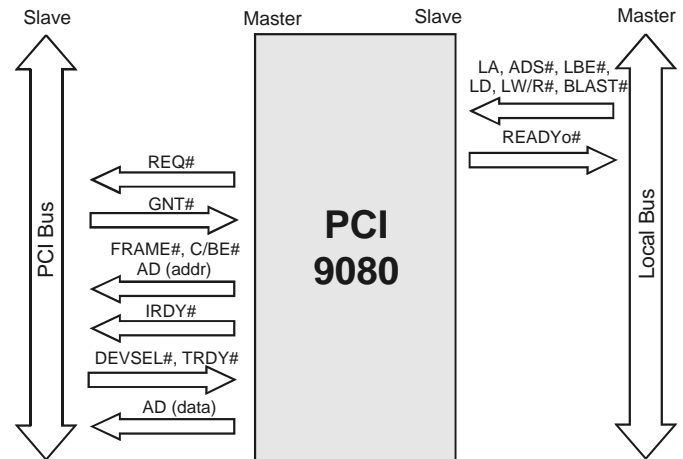 Slave
Master
Slave
Master
LA, ADS#, LBE#,
LD, LW/R#, BLAST#
READYo#
REQ#
GNT#
FRAME#, C/BE#
AD (addr)
IRDY#
DEVSEL#, TRDY#
AD (data)
PCI Bus
PCI
9080
Local Bus